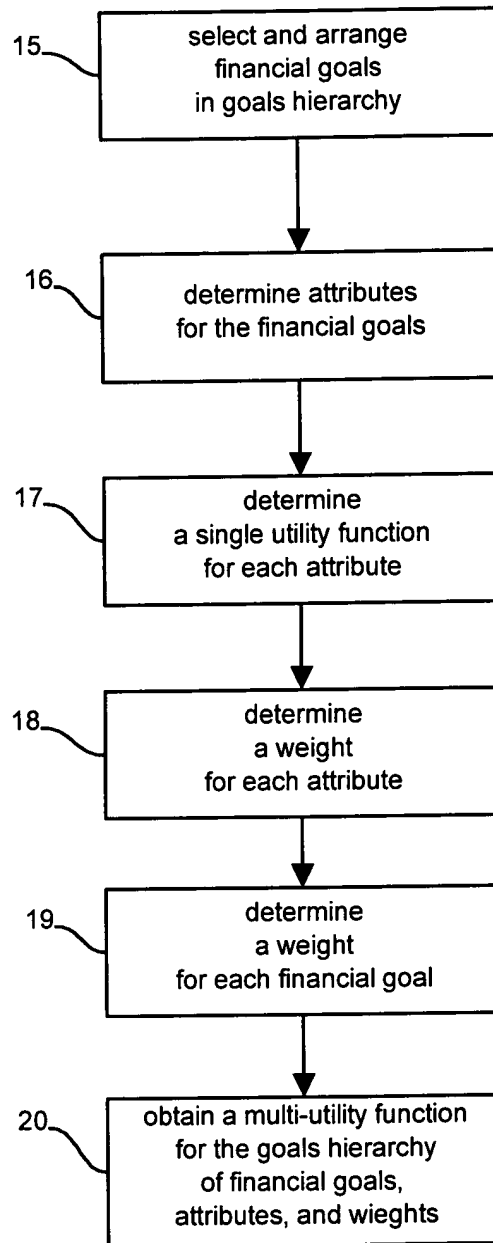 15
select and arrange
financial goals
in goals hierarchy
16
determine attributes
for the financial goals
17
determine
a single utility function
for each attribute
18
determine
a weight
for each attribute
19
determine
a weight
for each financial goal
20
obtain a multi-utility function
for the goals hierarchy
of financial goals,
attributes, and wieghts